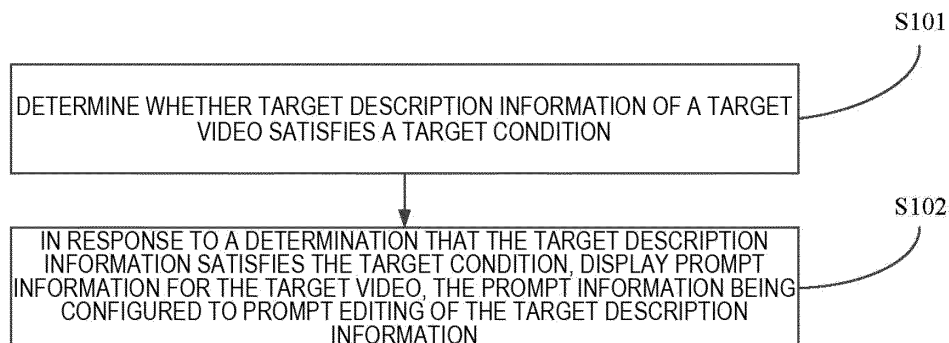 S101
DETERMINE WHETHER TARGET DESCRIPTION INFORMATION OF A TARGET
VIDEO SATISFIES A TARGET CONDITION
S102
IN RESPONSE TO A DETERMINATION THAT THE TARGET DESCRIPTION
INFORMATION SATISFIES THE TARGET CONDITION, DISPLAY PROMPT
INFORMATION FOR THE TARGET VIDEO, THE PROMPT INFORMATION BEING
CONFIGURED TO PROMPT EDITING OF THE TARGET DESCRIPTION
INFORMATION